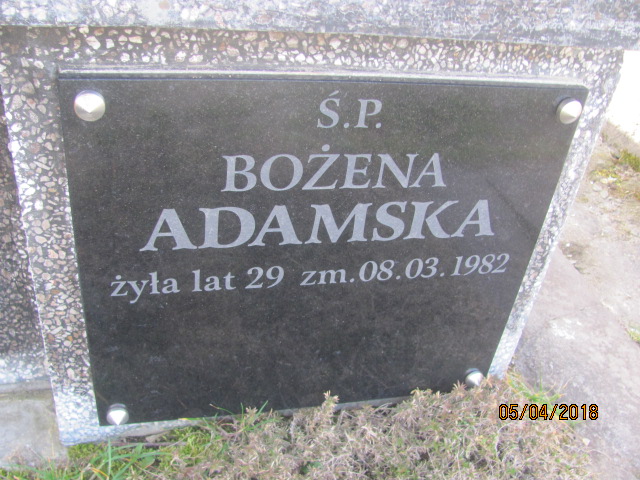 Ś.P.
BOŻENA
ADAMSKA
żyła lat 29 zm.08.03.1982
05/04/2018